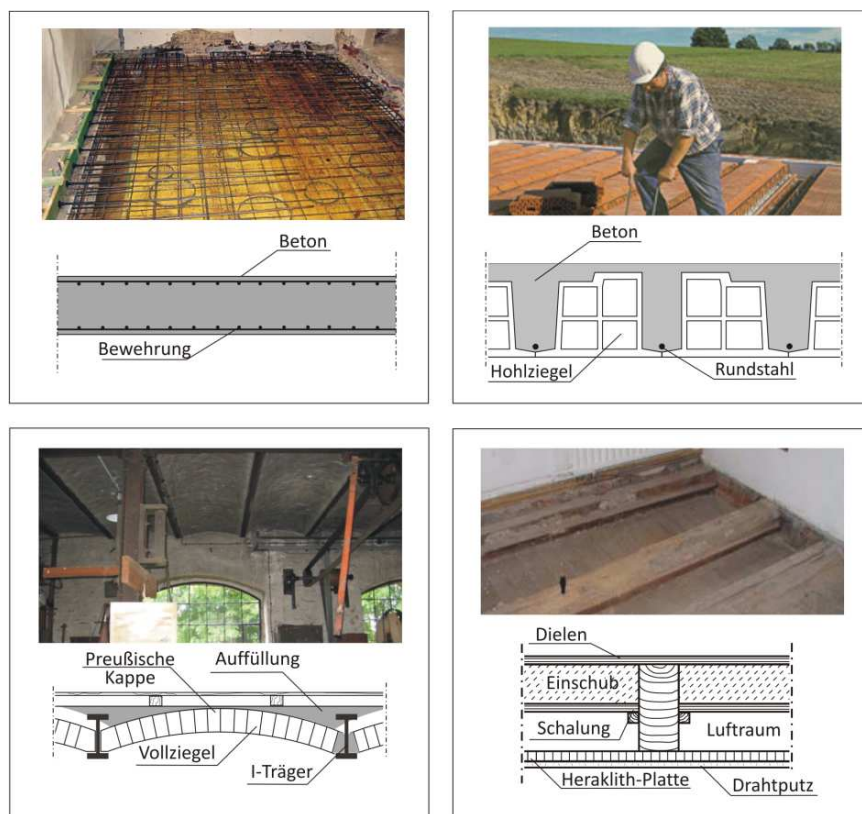 Beton
Bewehrung
Beton
Hohlziegel
Rundstahl
Preußische
Kappe
Auffüllung
Vollziegel
I-Träger
Dielen
Einschub
Schalung
Luftraum
Heraklith-Platte
Drahtputz